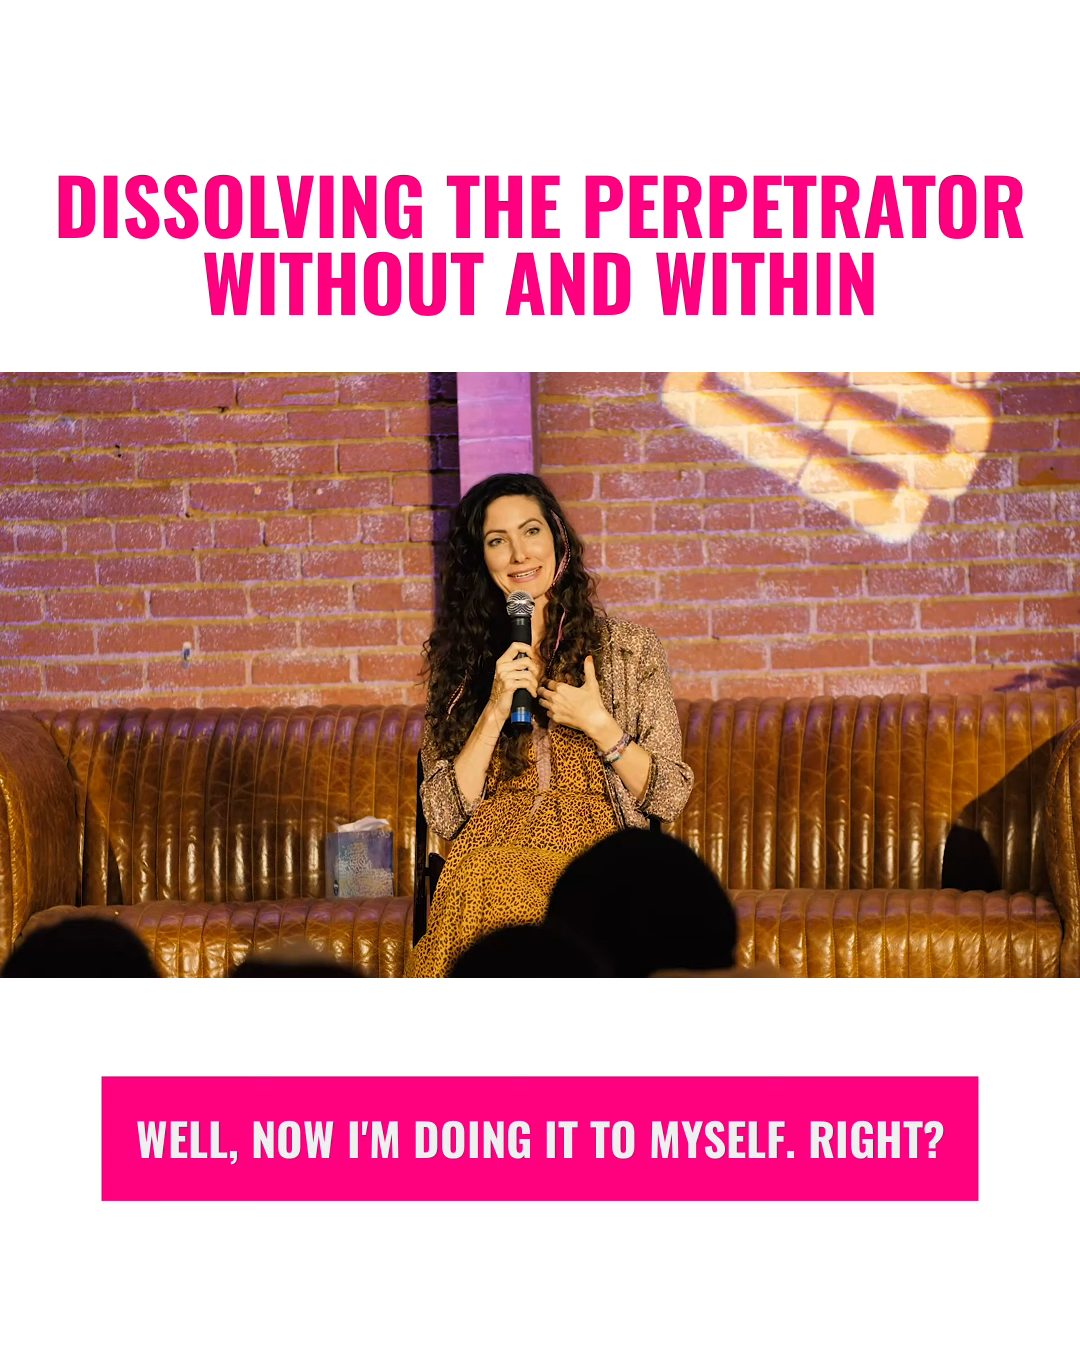 DISSOLVING THE PERPETRATOR
WITHOUT AND WITHIN
WELL, NOW I'M DOING IT TO MYSELF. RIGHT?